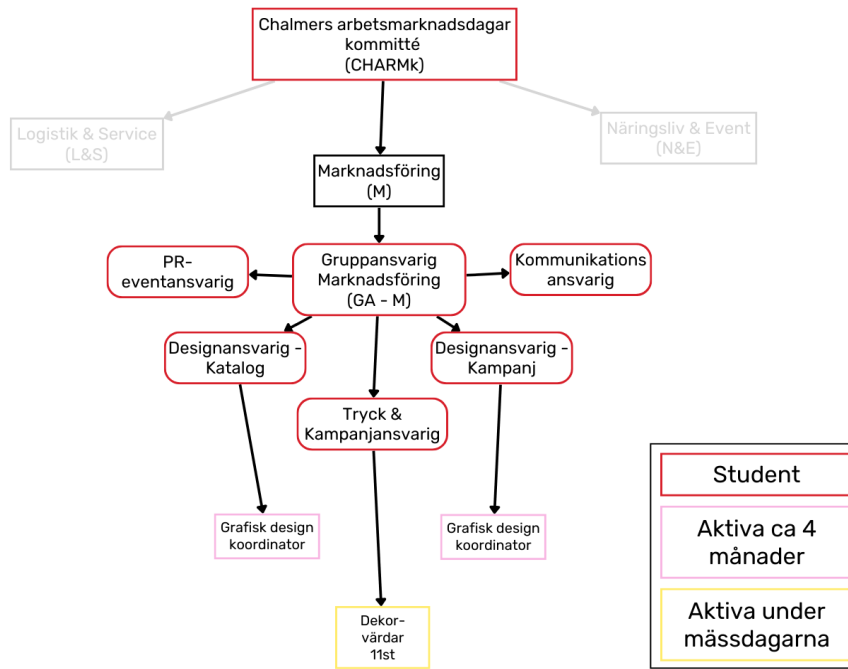 Chalmers arbetsmarknadsdagar
kommitté
(CHARMk)
Logistik & Service
(L&S)
Näringsliv & Event
(N&E)
Marknadsföring
(M)
PR-
eventansvarig
Gruppansvarig
Marknadsföring
(GA - M)
Kommunikations
ansvarig
Designansvarig -
Katalog
Designansvarig -
Kampanj
Tryck &
Kampanjansvarig
Grafisk design
koordinator
Grafisk design
koordinator
Dekor-
värdar
11st
Student
Aktiva ca 4
månader
Aktiva under
mässdagarna